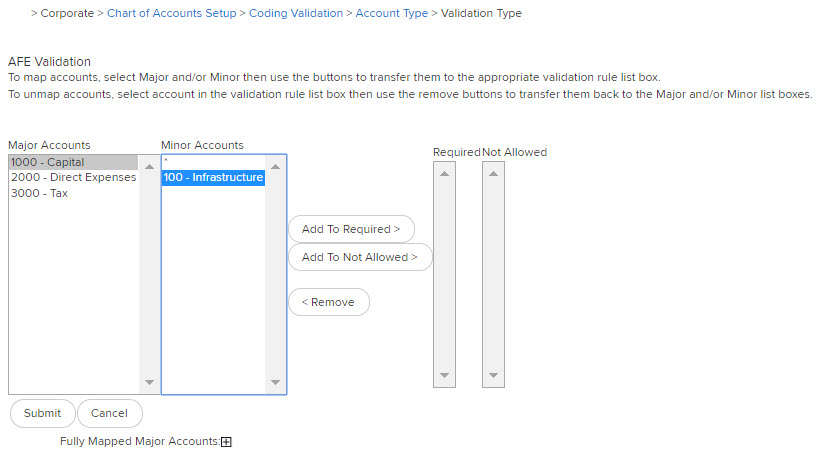 > Corporate > Chart of Accounts Setup > Coding Validation > Account Type > Validation Type
AFE Validation
To map accounts, select Major and/or Minor then use the buttons to transfer them to the appropriate validation rule list box.
To unmap accounts, select account in the validation rule list box then use the remove buttons to transfer them back to the Major and/or Minor list boxes.
Major Accounts
1000 - Capital
2000 - Direct Expenses
3000 - Tax
Minor Accounts
*
100 - Infrastructure
Add To Required >
Add To Not Allowed >
< Remove
Required
Not Allowed
Submit
Cancel
Fully Mapped Major Accounts: